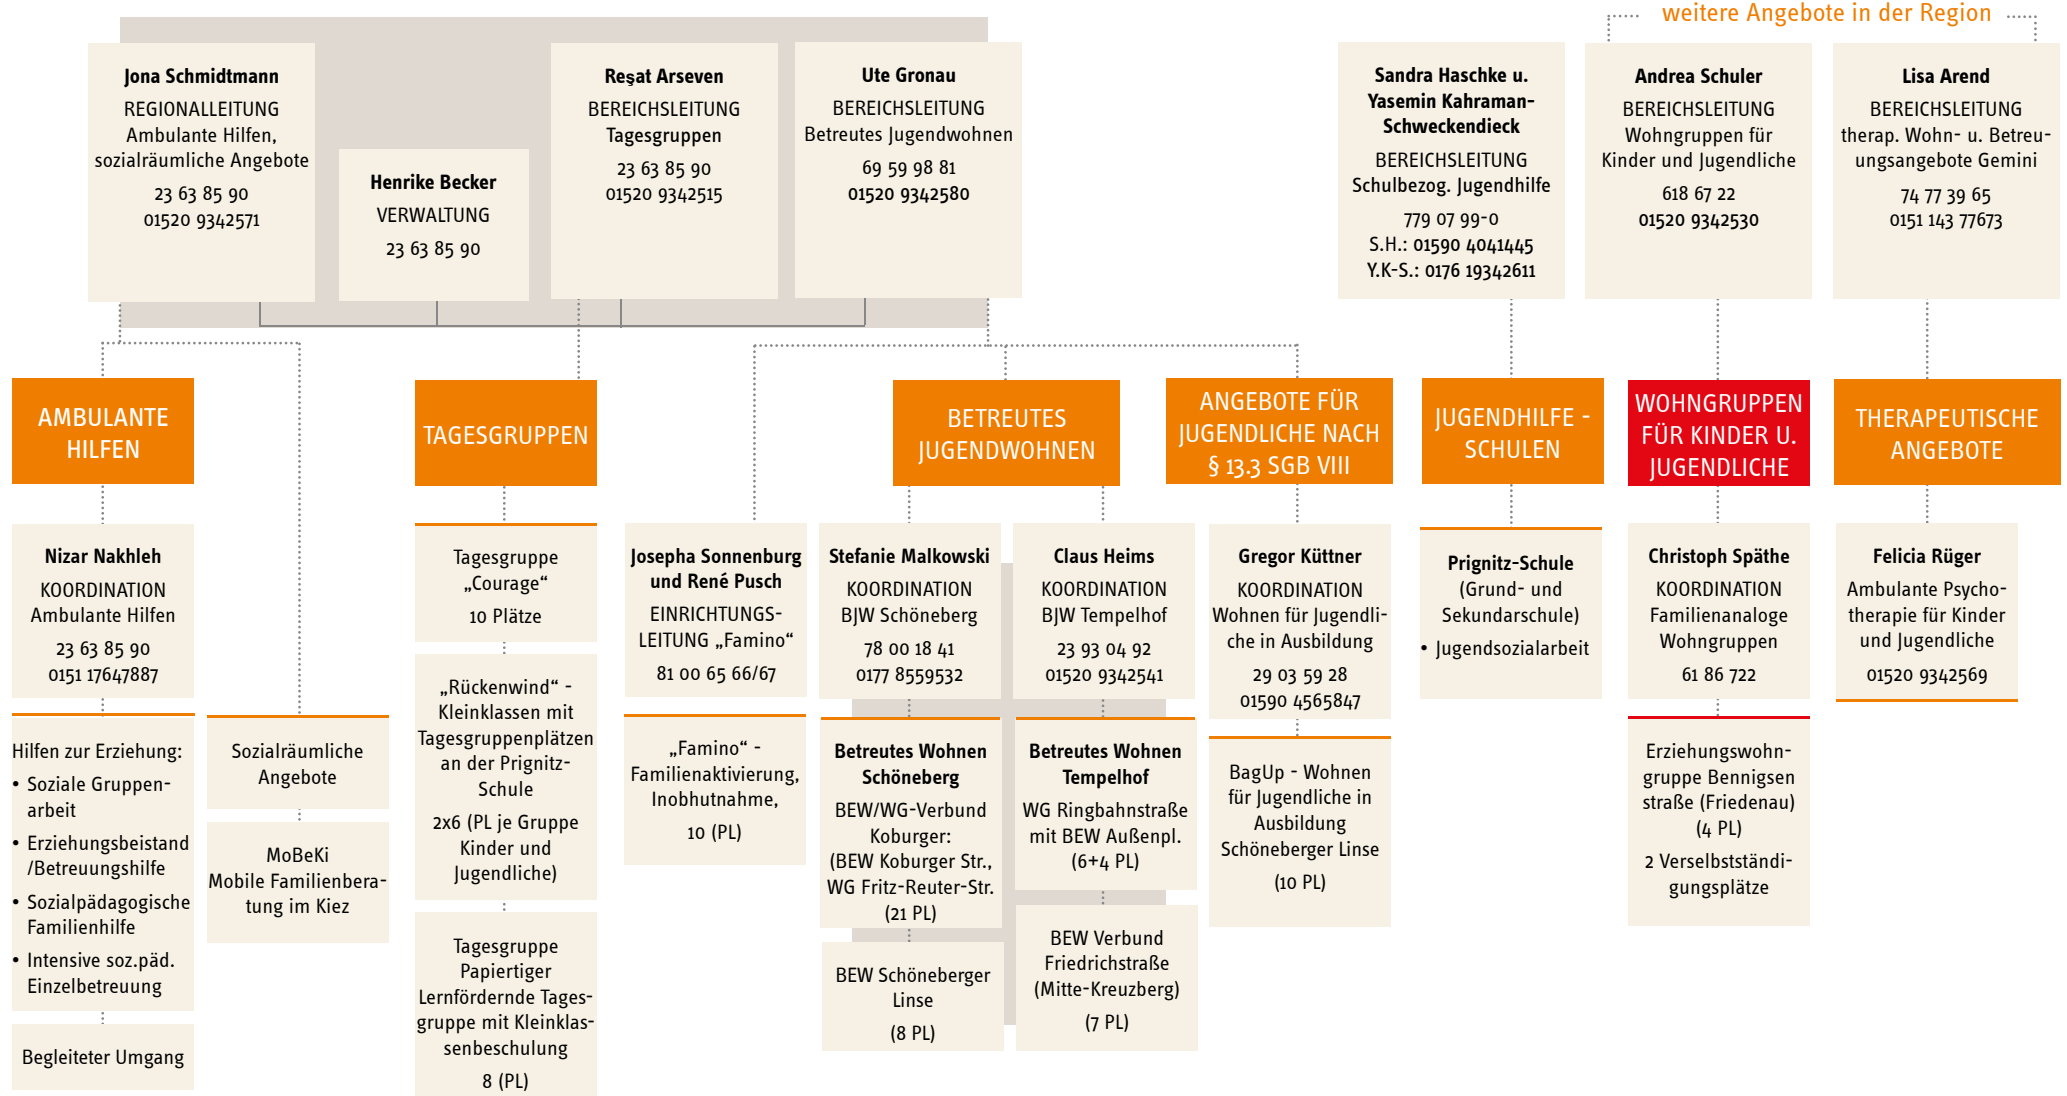 weitere Angebote in der Region
Jona Schmidtmann
REGIONALLEITUNG
Ambulante Hilfen,
sozialräumliche Angebote
23 63 85 90
01520 9342571
Henrike Becker
VERWALTUNG
23 63 85 90
Reşat Arseven
BEREICHSLEITUNG
Tagesgruppen
23 63 85 90
01520 9342515
Ute Gronau
BEREICHSLEITUNG
Betreutes Jugendwohnen
69 59 98 81
01520 9342580
Sandra Haschke u.
Yasemin Kahraman-
Schweckendieck
BEREICHSLEITUNG
Schulbezog. Jugendhilfe
779 07 99-0
S.H.: 01590 4041445
Y.K-S.: 0176 19342611
Andrea Schuler
BEREICHSLEITUNG
Wohngruppen für
Kinder und Jugendliche
618 67 22
01520 9342530
Lisa Arend
BEREICHSLEITUNG
therap. Wohn- u. Betreu-
ungsangebote Gemini
74 77 39 65
0151 143 77673
AMBULANTE
HILFEN
TAGESGRUPPEN
BETREUTES
JUGENDWOHNEN
ANGEBOTE FÜR
JUGENDLICHE NACH
§ 13.3 SGB VIII
JUGENDHILFE -
SCHULEN
WOHNGRUPPEN
FÜR KINDER U.
JUGENDLICHE
THERAPEUTISCHE
ANGEBOTE
Nizar Nakhleh
KOORDINATION
Ambulante Hilfen
23 63 85 90
0151 17647887
Hilfen zur Erziehung:
• Soziale Gruppen-
arbeit
• Erziehungsbeistand
/Betreuungshilfe
• Sozialpädagogische
Familienhilfe
• Intensive soz.päd.
Einzelbetreuung
Begleiteter Umgang
Sozialräumliche
Angebote
MoBeKi
Mobile Familienbera-
tung im Kiez
Tagesgruppe
„Courage“
10 Plätze
„Rückenwind“ -
Kleinklassen mit
Tagesgruppenplätzen
an der Prignitz-
Schule
2x6 (PL je Gruppe
Kinder und
Jugendliche)
Tagesgruppe
Papiertiger
Lernfördernde Tages-
gruppe mit Kleinklas-
senbeschulung
8 (PL)
Josepha Sonnenburg
und René Pusch
EINRICHTUNGS-
LEITUNG „Famino“
81 00 65 66/67
„Famino“ -
Familienaktivierung,
Inobhutnahme,
10 (PL)
Stefanie Malkowski
KOORDINATION
BJW Schöneberg
78 00 18 41
0177 8559532
Betreutes Wohnen
Schöneberg
BEW/WG-Verbund
Koburger:
(BEW Koburger Str.,
WG Fritz-Reuter-Str.
(21 PL)
BEW Schöneberger
Linse
(8 PL)
Claus Heims
KOORDINATION
BJW Tempelhof
23 93 04 92
01520 9342541
Betreutes Wohnen
Tempelhof
WG Ringbahnstraße
mit BEW Außenpl.
(6+4 PL)
BEW Verbund
Friedrichstraße
(Mitte-Kreuzberg)
(7 PL)
Gregor Küttner
KOORDINATION
Wohnen für Jugendli-
che in Ausbildung
29 03 59 28
01590 4565847
BagUp - Wohnen
für Jugendliche in
Ausbildung
Schöneberger Linse
(10 PL)
Prignitz-Schule
(Grund- und
Sekundarschule)
• Jugendsozialarbeit
Christoph Späthe
KOORDINATION
Familienanaloge
Wohngruppen
61 86 722
Erziehungswohn-
gruppe Bennigsen
straße (Friedenau)
(4 PL)
2 Verselbstständi-
gungsplätze
Felicia Rüger
Ambulante Psycho-
therapie für Kinder
und Jugendliche
01520 9342569